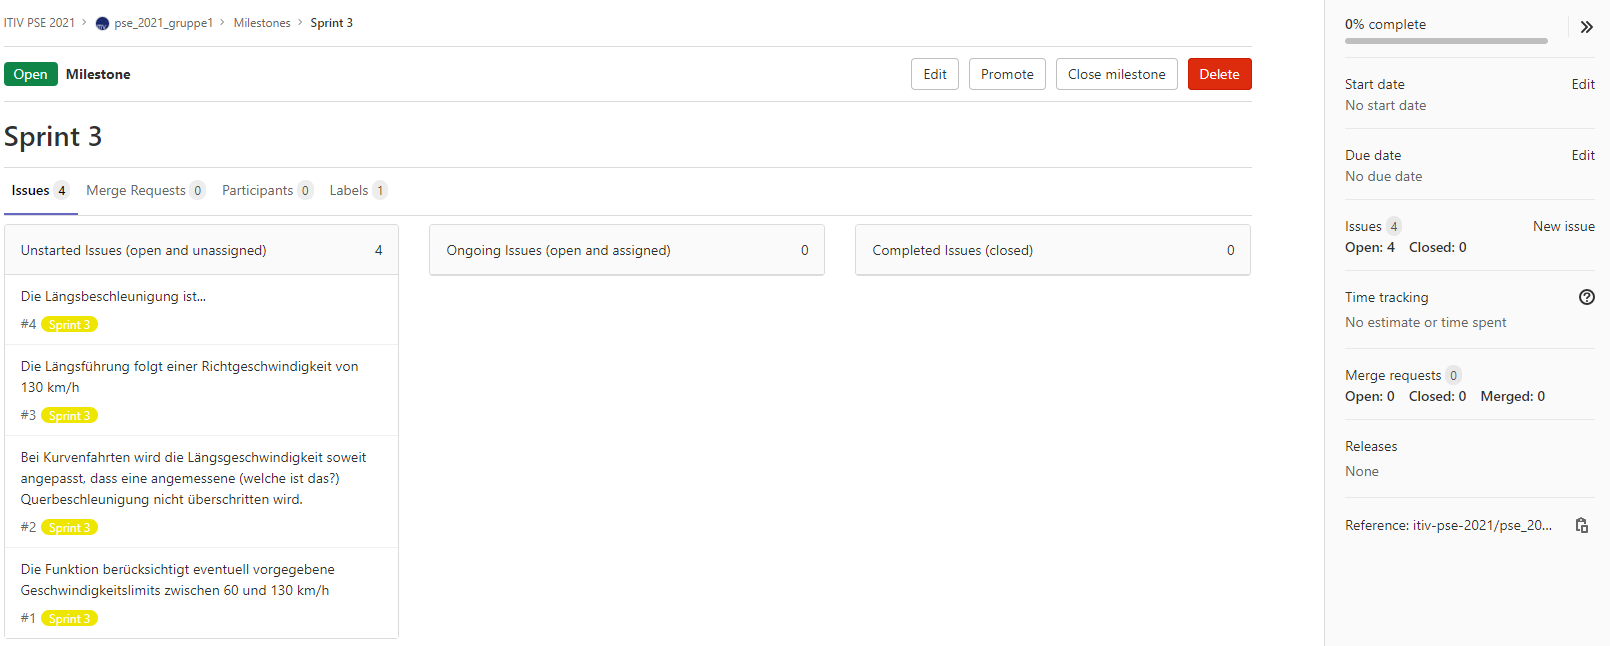 ITIV PSE 2021 > pse_2021_gruppe1 > Milestones > Sprint 3
Open Milestone
Edit Promote Close milestone Delete
Sprint 3
Issues 4 Merge Requests 0 Participants 0 Labels 1
Unstarted Issues (open and unassigned) 4
Die Längsbeschleunigung ist...
#4 Sprint 3
Die Längsführung folgt einer Richtgeschwindigkeit von
130 km/h
#3 Sprint 3
Bei Kurvenfahrten wird die Längsgeschwindigkeit soweit
angepasst, dass eine angemessene (welche ist das?)
Querbeschleunigung nicht überschritten wird.
#2 Sprint 3
Die Funktion berücksichtigt eventuell vorgegebene
Geschwindigkeitslimits zwischen 60 und 130 km/h
#1 Sprint 3
Ongoing Issues (open and assigned) 0
Completed Issues (closed) 0
0% complete
Start date Edit
No start date
Due date Edit
No due date
Issues 4 New issue
Open: 4 Closed: 0
Time tracking
No estimate or time spent
Merge requests 0
Open: 0 Closed: 0 Merged: 0
Releases
None
Reference: itiv-pse-2021/pse_20...